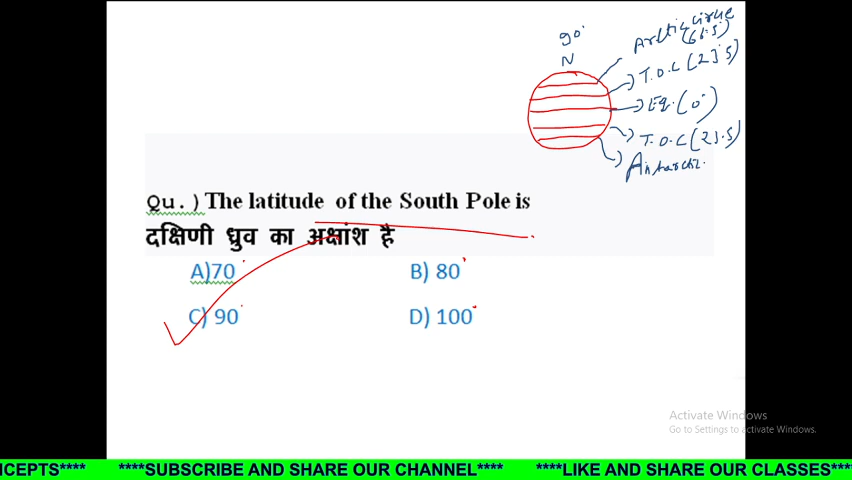 90°
N
Arctic circle
(66.5)
T.O.C (23.5)
Eq. (0°)
T.O.C (23.5)
Antarctic.
Qu.) The latitude of the South Pole is
दक्षिणी ध्रुव का अक्षांश है
A)70°
B) 80°
C) 90°
D) 100°
Activate Windows
Go to Settings to activate Windows.
NCEPTS**** ****SUBSCRIBE AND SHARE OUR CHANNEL**** ****LIKE AND SHARE OUR CLASSES****